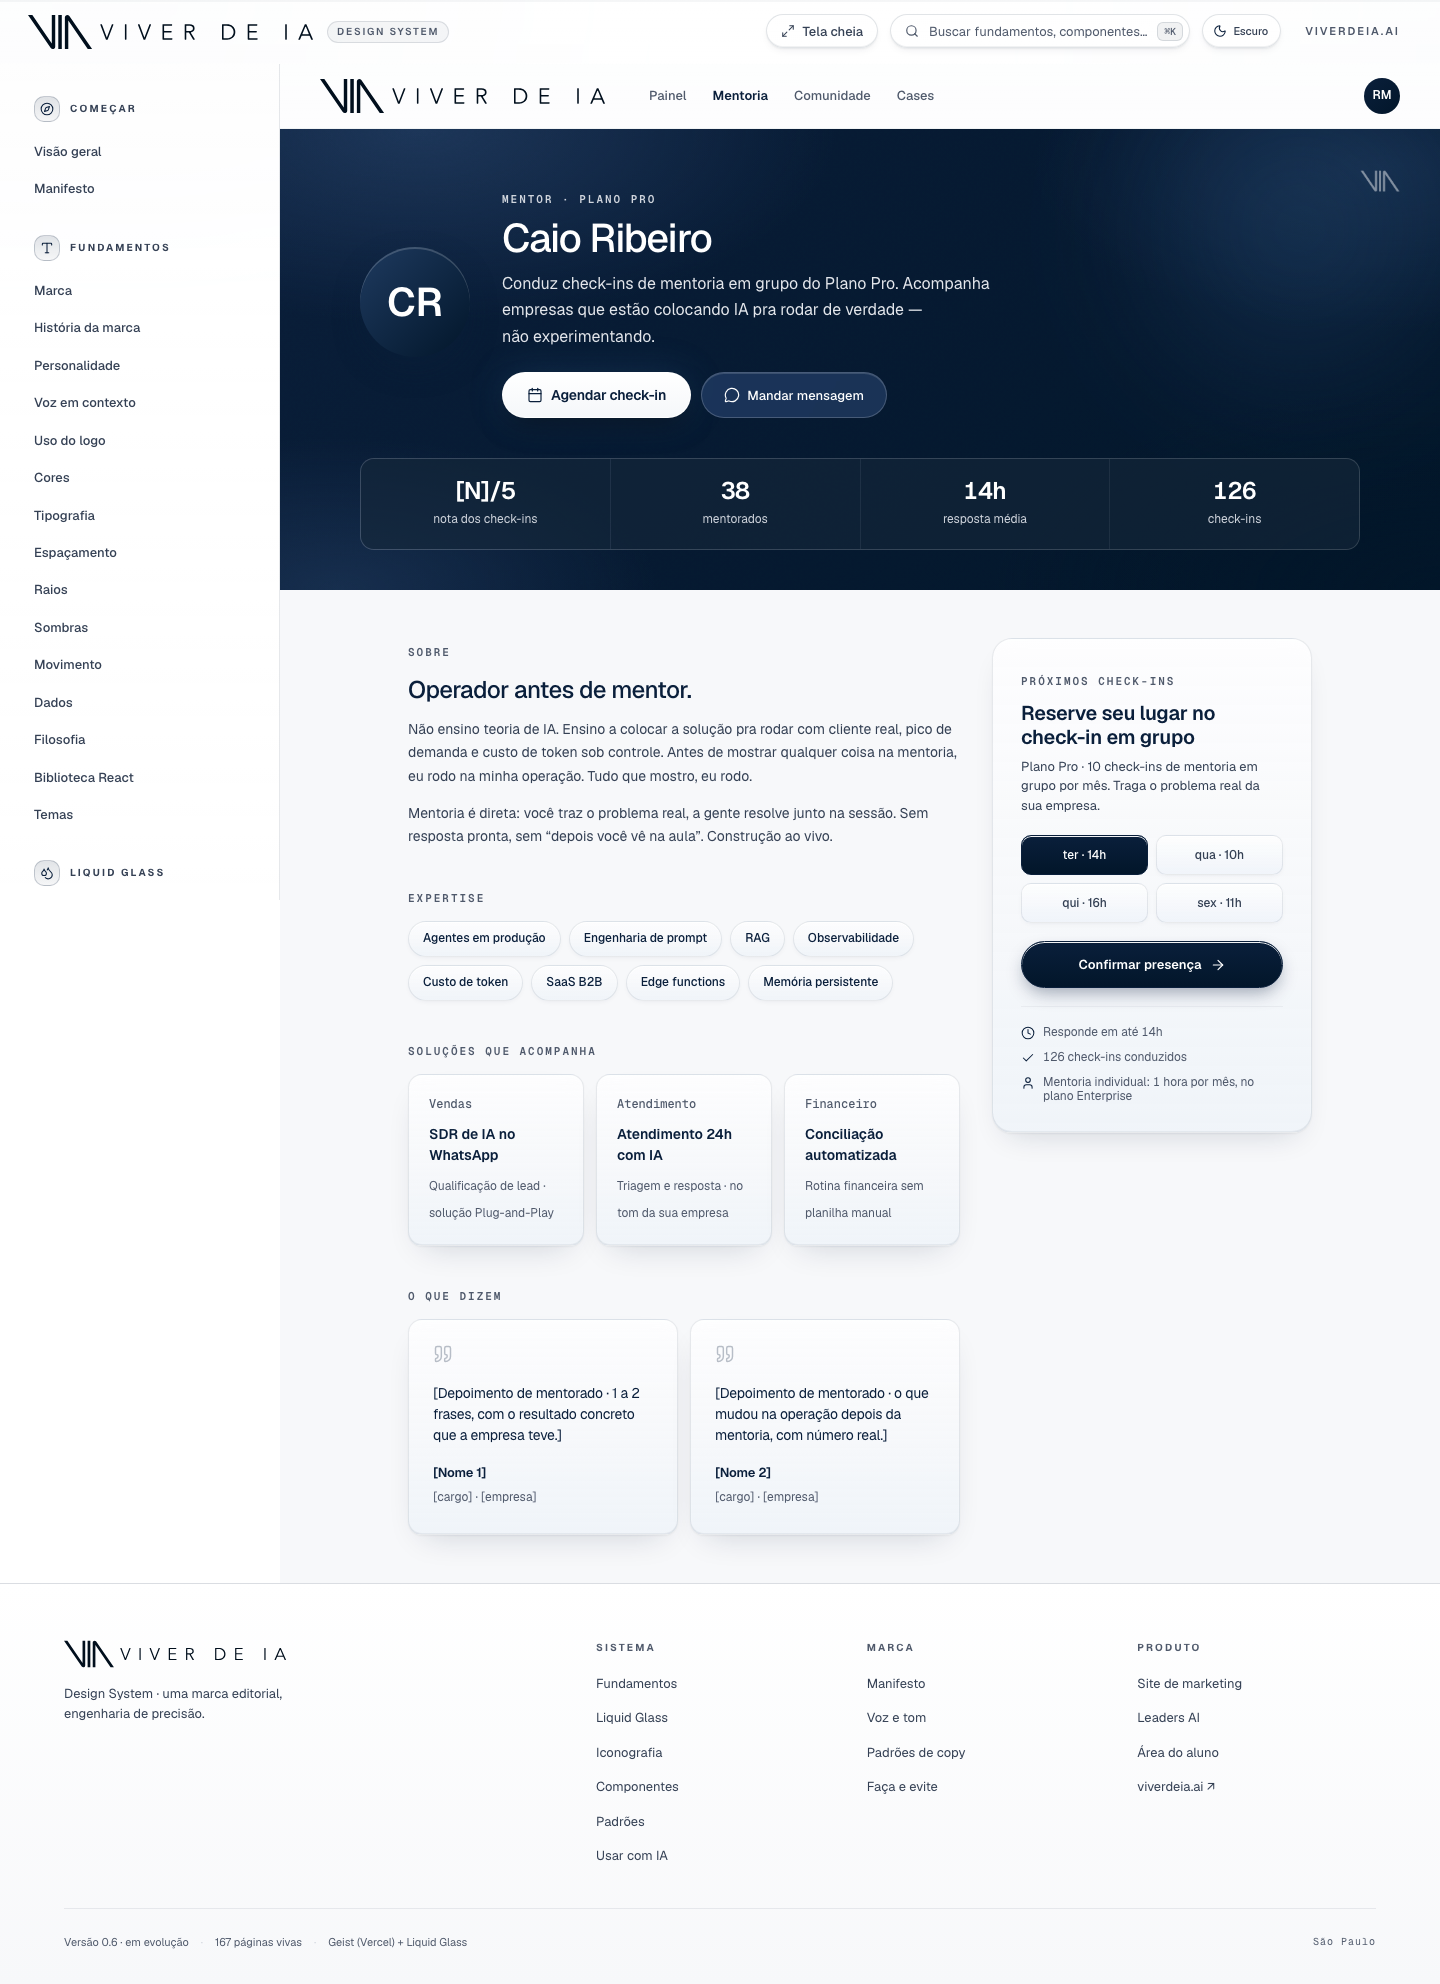 VIVER DE IA
DESIGN SYSTEM
Tela cheia
Buscar fundamentos, componentes...
⌘K
Escuro
VIVERDEIA.AI
COMEÇAR
Visão geral
Manifesto
FUNDAMENTOS
Marca
História da marca
Personalidade
Voz em contexto
Uso do logo
Cores
Tipografia
Espaçamento
Raios
Sombras
Movimento
Dados
Filosofia
Biblioteca React
Temas
LIQUID GLASS
VIVER DE IA
Painel
Mentoria
Comunidade
Cases
RM
CR
MENTOR · PLANO PRO
Caio Ribeiro
Conduz check-ins de mentoria em grupo do Plano Pro. Acompanha
empresas que estão colocando IA pra rodar de verdade —
não experimentando.
Agendar check-in
Mandar mensagem
[N]/5
nota dos check-ins
38
mentorados
14h
resposta média
126
check-ins
SOBRE
Operador antes de mentor.
Não ensino teoria de IA. Ensino a colocar a solução pra rodar com cliente real, pico de
demanda e custo de token sob controle. Antes de mostrar qualquer coisa na mentoria,
eu rodo na minha operação. Tudo que mostro, eu rodo.
Mentoria é direta: você traz o problema real, a gente resolve junto na sessão. Sem
resposta pronta, sem “depois você vê na aula”. Construção ao vivo.
EXPERTISE
Agentes em produção
Engenharia de prompt
RAG
Observabilidade
Custo de token
SaaS B2B
Edge functions
Memória persistente
SOLUÇÕES QUE ACOMPANHA
Vendas
SDR de IA no
WhatsApp
Qualificação de lead ·
solução Plug-and-Play
Atendimento
Atendimento 24h
com IA
Triagem e resposta · no
tom da sua empresa
Financeiro
Conciliação
automatizada
Rotina financeira sem
planilha manual
O QUE DIZEM
[Depoimento de mentorado · 1 a 2
frases, com o resultado concreto
que a empresa teve.]
[Nome 1]
[cargo] · [empresa]
[Depoimento de mentorado · o que
mudou na operação depois da
mentoria, com número real.]
[Nome 2]
[cargo] · [empresa]
PRÓXIMOS CHECK-INS
Reserve seu lugar no
check-in em grupo
Plano Pro · 10 check-ins de mentoria em
grupo por mês. Traga o problema real da
sua empresa.
ter · 14h
qua · 10h
qui · 16h
sex · 11h
Confirmar presença
Responde em até 14h
126 check-ins conduzidos
Mentoria individual: 1 hora por mês, no
plano Enterprise
VIVER DE IA
Design System · uma marca editorial,
engenharia de precisão.
SISTEMA
Fundamentos
Liquid Glass
Iconografia
Componentes
Padrões
Usar com IA
MARCA
Manifesto
Voz e tom
Padrões de copy
Faça e evite
PRODUTO
Site de marketing
Leaders AI
Área do aluno
viverdeia.ai ↗
Versão 0.6 · em evolução · 167 páginas vivas · Geist (Vercel) + Liquid Glass
São Paulo